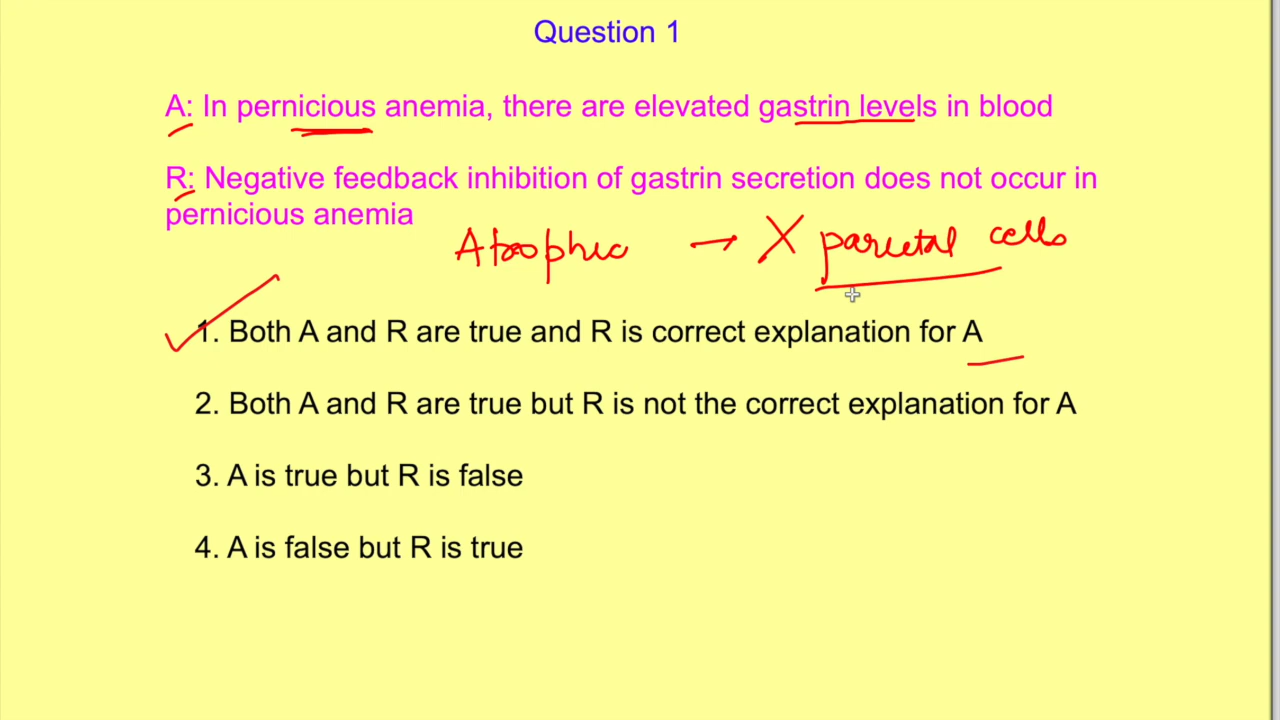 Question 1
A: In pernicious anemia, there are elevated gastrin levels in blood
R: Negative feedback inhibition of gastrin secretion does not occur in
pernicious anemia
Atrophic → X parietal cells
1. Both A and R are true and R is correct explanation for A
2. Both A and R are true but R is not the correct explanation for A
3. A is true but R is false
4. A is false but R is true